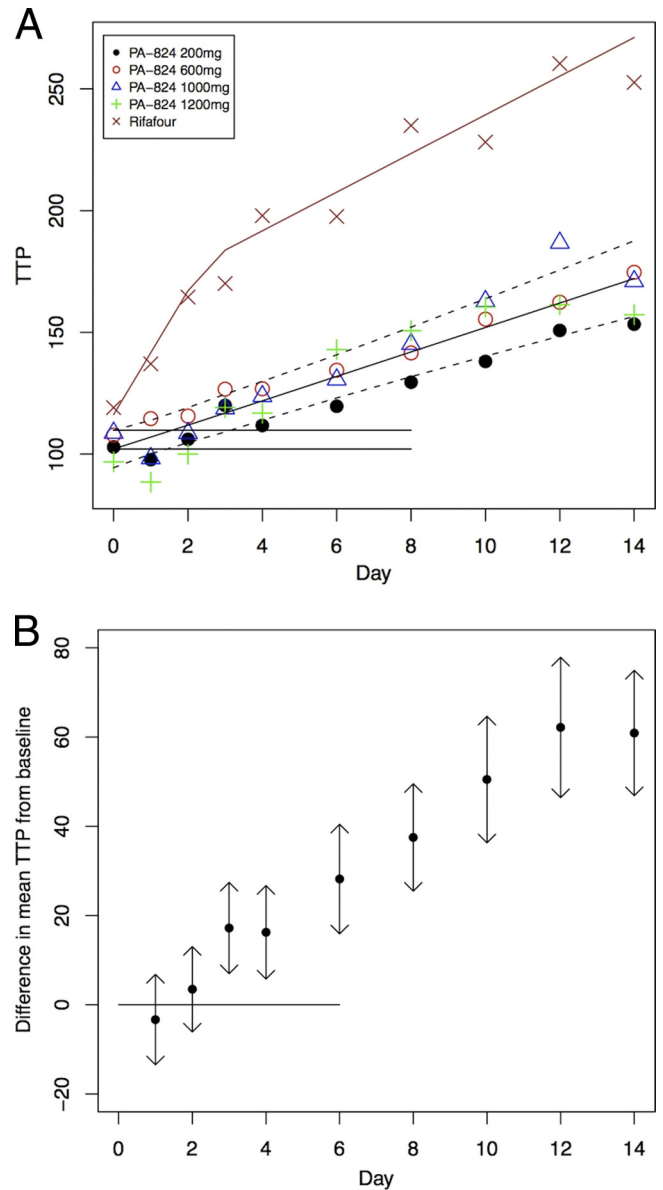 A
PA-824 200mg
PA-824 600mg
PA-824 1000mg
PA-824 1200mg
Rifafour
TTP
250
200
150
100
0 2 4 6 8 10 12 14
Day
B
Difference in mean TTP from baseline
80
60
40
20
0
-20
0 2 4 6 8 10 12 14
Day